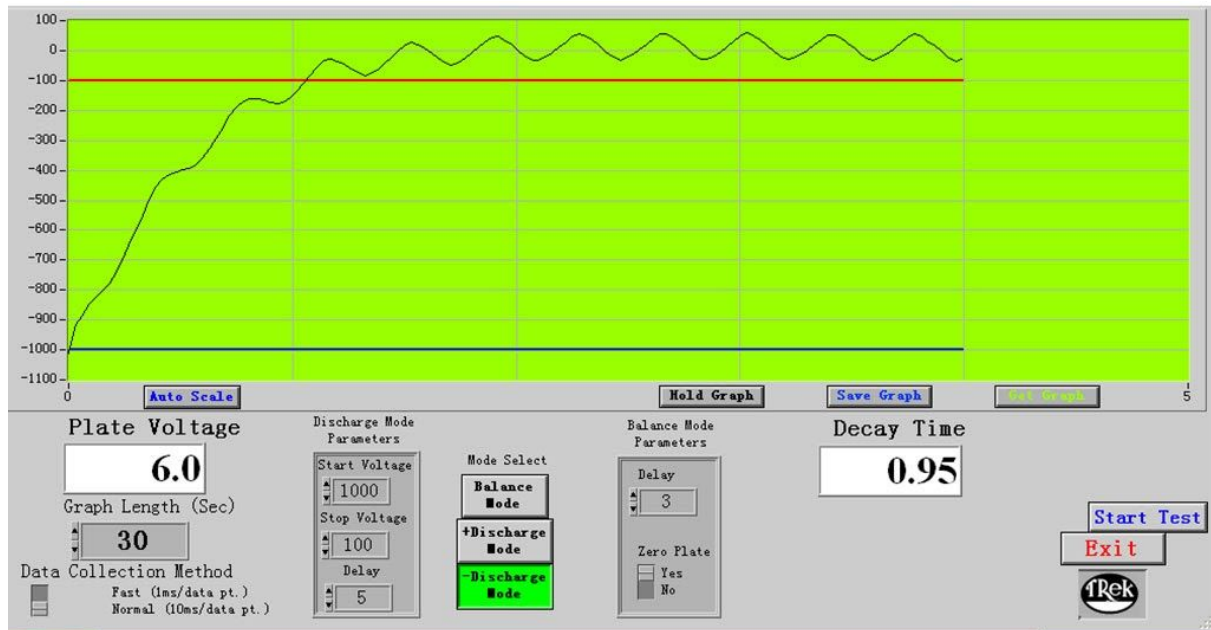 100
0
-100
-200
-300
-400
-500
-600
-700
-800
-900
-1000
-1100
0
5
Auto Scale
Hold Graph
Save Graph
Get Graph
Plate Voltage
6.0
Graph Length (Sec)
30
Data Collection Method
Fast (1ms/data pt.)
Normal (10ms/data pt.)
Discharge Mode
Parameters
Start Voltage
1000
Stop Voltage
100
Delay
5
Mode Select
Balance
Mode
+Discharge
Mode
-Discharge
Mode
Balance Mode
Parameters
Delay
3
Zero Plate
Yes
No
Decay Time
0.95
Start Test
Exit
TRek